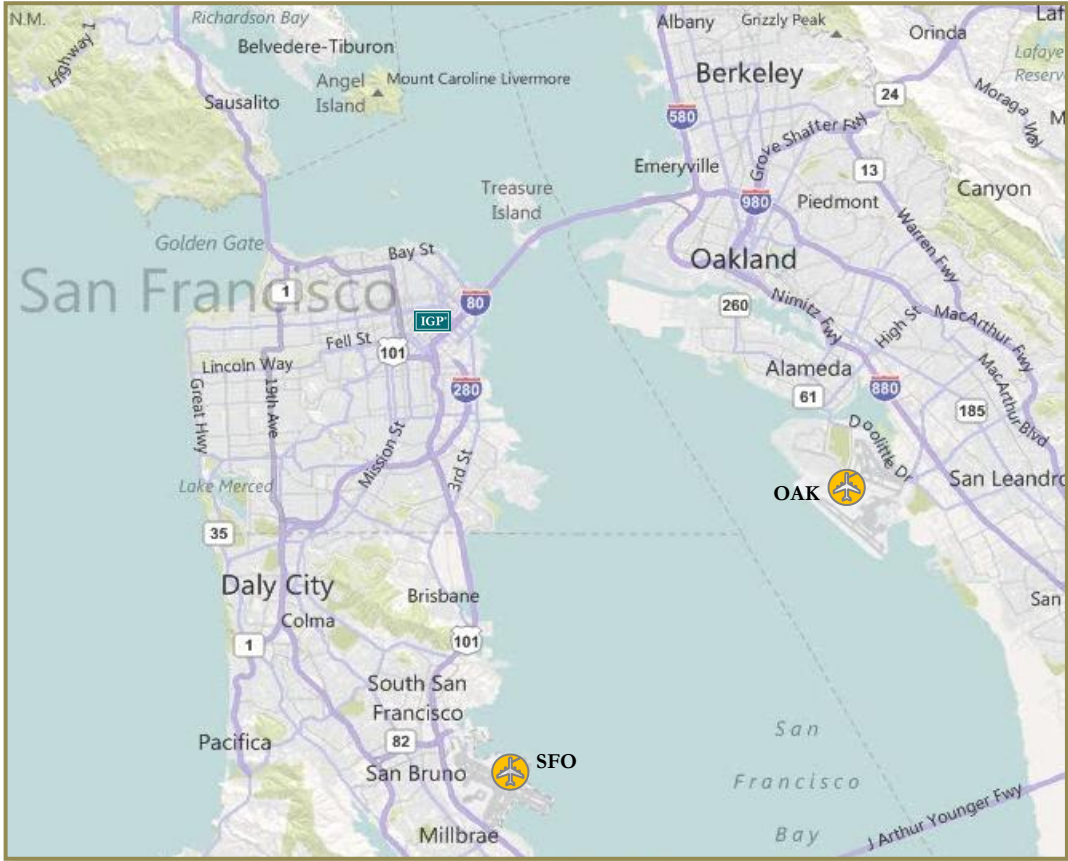 N.M.
Richardson Bay
Albany
Grizzly Peak
Orinda
Laf
Highway 1
Belvedere-Tiburon
Lafaye
Reserv
Angel
Island
Mount Caroline Livermore
Berkeley
Sausalito
24
Moraga Way
M
580
Grove Shafter Fwy
Emeryville
13
Canyon
Treasure
Island
980
Piedmont
Warren Fwy
Golden Gate
Bay St
Oakland
San Francisco
1
80
Nimitz Fwy
260
IGP
High St
MacArthur Fwy
Fell St
101
Lincoln Way
Alameda
MacArthur Blvd
Great Hwy
19th Ave
280
61
880
185
Mission St
3rd St
Doolittle Dr
Lake Merced
OAK
San Leandro
35
Daly City
Brisbane
San
Colma
1
101
South San
Francisco
San
Pacifica
82
SFO
San Bruno
Francisco
J Arthur Younger Fwy
Millbrae
Bay